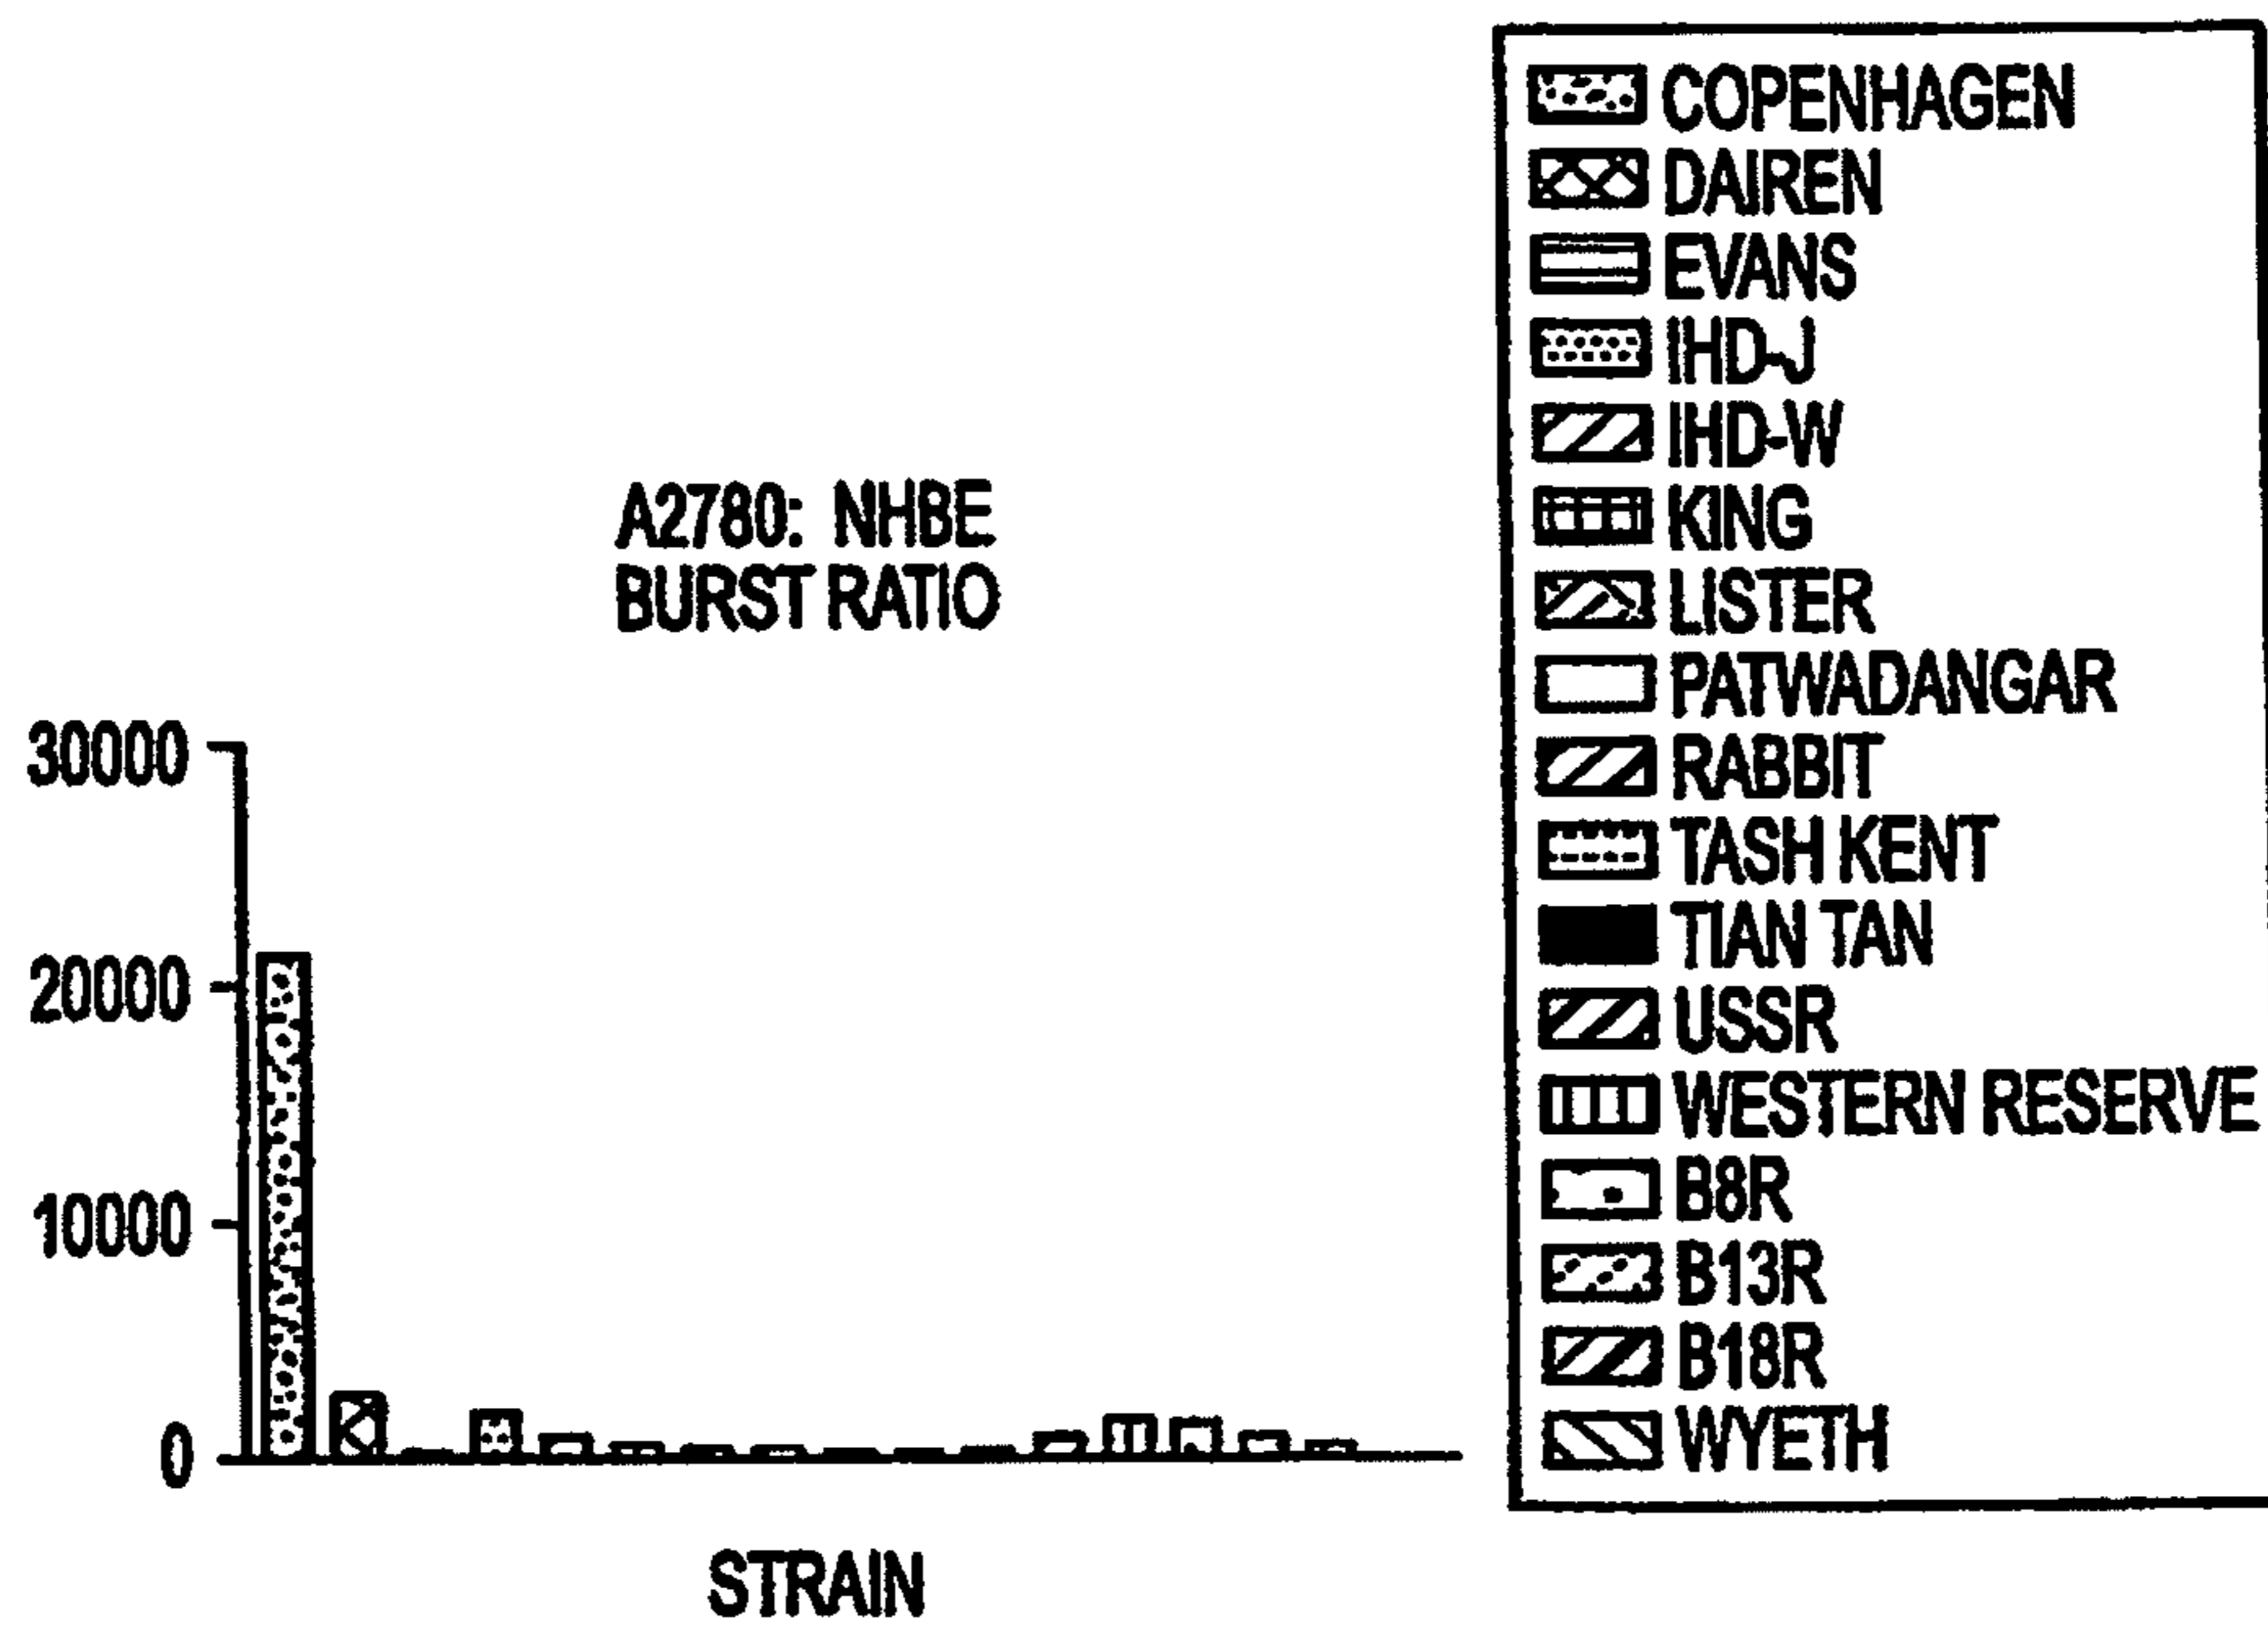 A2780: NHBE
BURST RATIO
30000
20000
10000
0
STRAIN
COPENHAGEN
DAIREN
EVANS
IHD-J
IHD-W
KING
LISTER
PATWADANGAR
RABBIT
TASH KENT
TIAN TAN
USSR
WESTERN RESERVE
B8R
B13R
B18R
WYETH